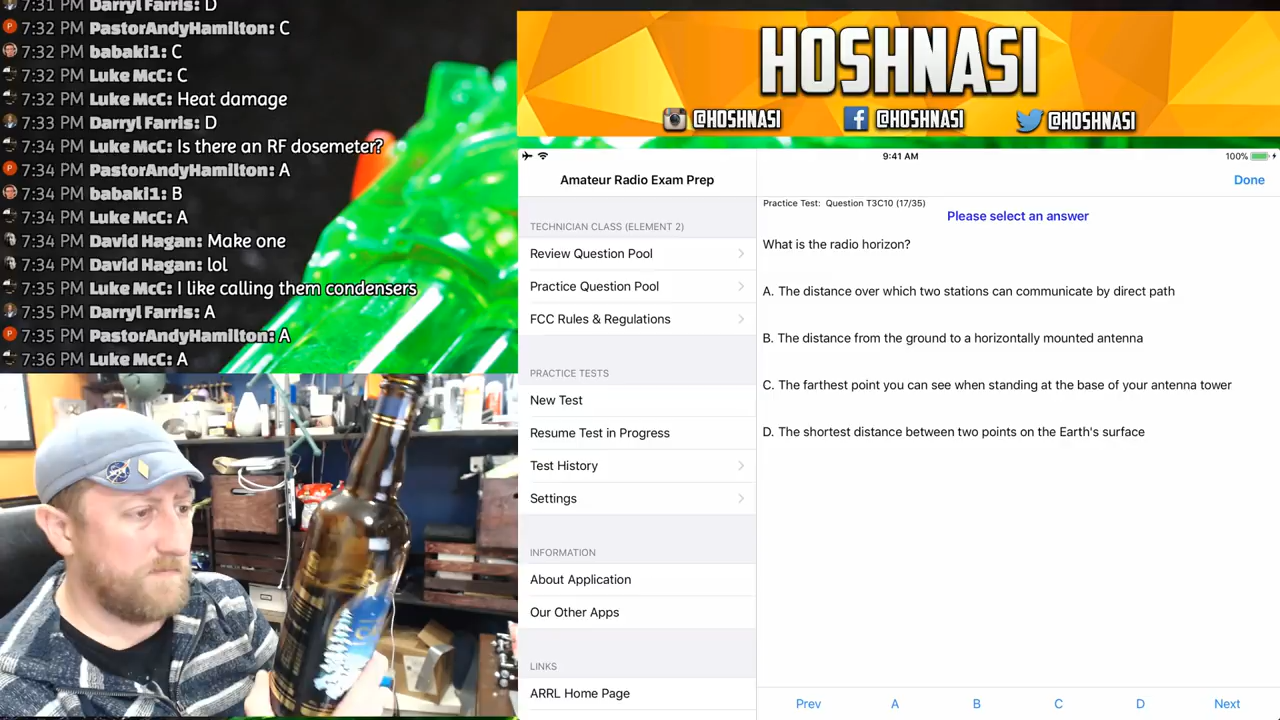 7:31 PM Darryl Farris: D
7:32 PM PastorAndyHamilton: C
7:32 PM babaki1: C
7:32 PM Luke McC: C
7:32 PM Luke McC: Heat damage
7:33 PM Darryl Farris: D
7:34 PM Luke McC: Is there an RF dosemeter?
7:34 PM PastorAndyHamilton: A
7:34 PM babaki1: B
7:34 PM Luke McC: A
7:34 PM David Hagan: Make one
7:34 PM David Hagan: lol
7:35 PM Luke McC: I like calling them condensers
7:35 PM Darryl Farris: A
7:35 PM PastorAndyHamilton: A
7:36 PM Luke McC: A
HOSHNASI
@HOSHNASI @HOSHNASI @HOSHNASI
9:41 AM 100%
Amateur Radio Exam Prep
Done
TECHNICIAN CLASS (ELEMENT 2)
Review Question Pool
Practice Question Pool
FCC Rules & Regulations
PRACTICE TESTS
New Test
Resume Test in Progress
Test History
Settings
INFORMATION
About Application
Our Other Apps
LINKS
ARRL Home Page
Practice Test: Question T3C10 (17/35)
Please select an answer
What is the radio horizon?
A. The distance over which two stations can communicate by direct path
B. The distance from the ground to a horizontally mounted antenna
C. The farthest point you can see when standing at the base of your antenna tower
D. The shortest distance between two points on the Earth's surface
Prev A B C D Next